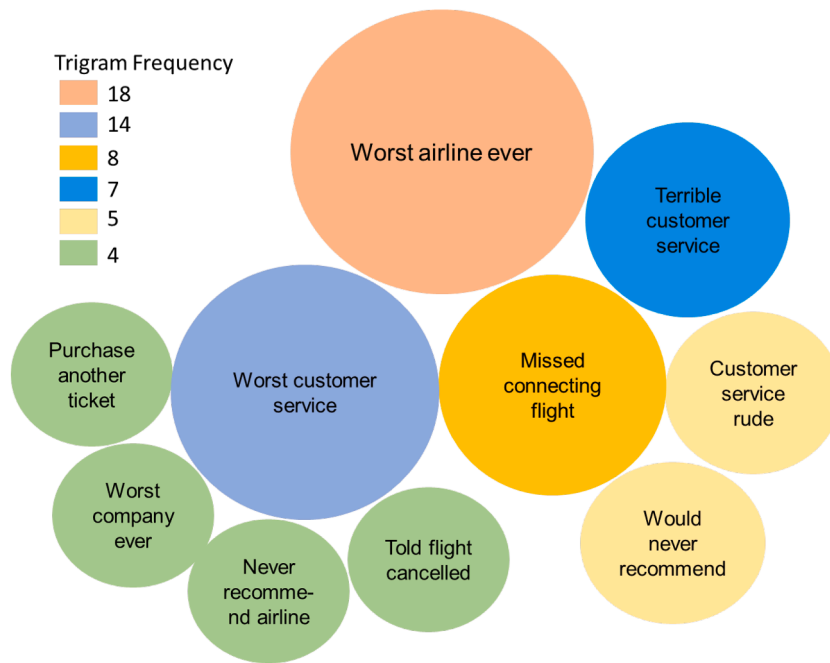 Trigram Frequency
18
14
8
7
5
4
Worst airline ever
Terrible
customer
service
Purchase
another
ticket
Worst customer
service
Missed
connecting
flight
Customer
service
rude
Worst
company
ever
Never
recomme-
nd airline
Told flight
cancelled
Would
never
recommend